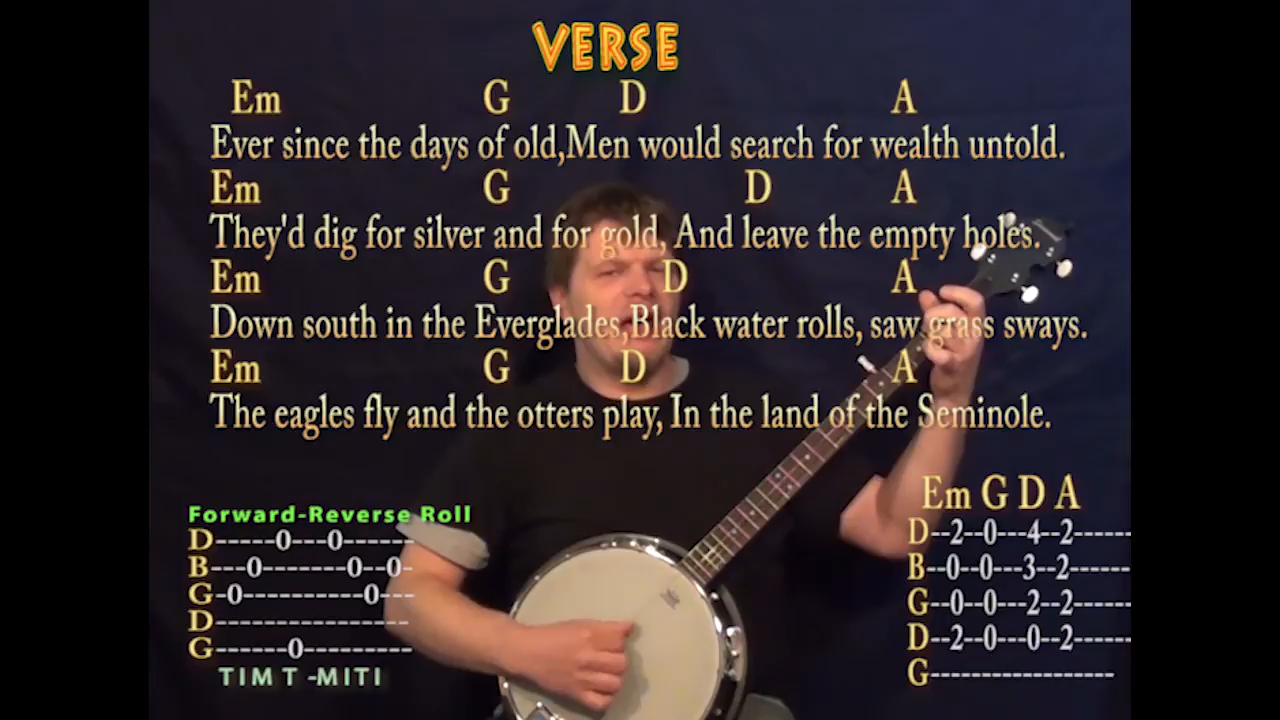 VERSE
Em G D A
Ever since the days of old,Men would search for wealth untold.
Em G D A
They'd dig for silver and for gold, And leave the empty holes.
Em G D A
Down south in the Everglades,Black water rolls, saw grass sways.
Em G D A
The eagles fly and the otters play, In the land of the Seminole.
Forward-Reverse Roll
D-----0---0------
B---0-------0--0-
G-0----------0---
D---------------
G------0---------
TIMT -MITI
Em G D A
D--2--0---4--2------
B--0--0---3--2------
G--0--0---2--2------
D--2--0---0--2------
G-----------------